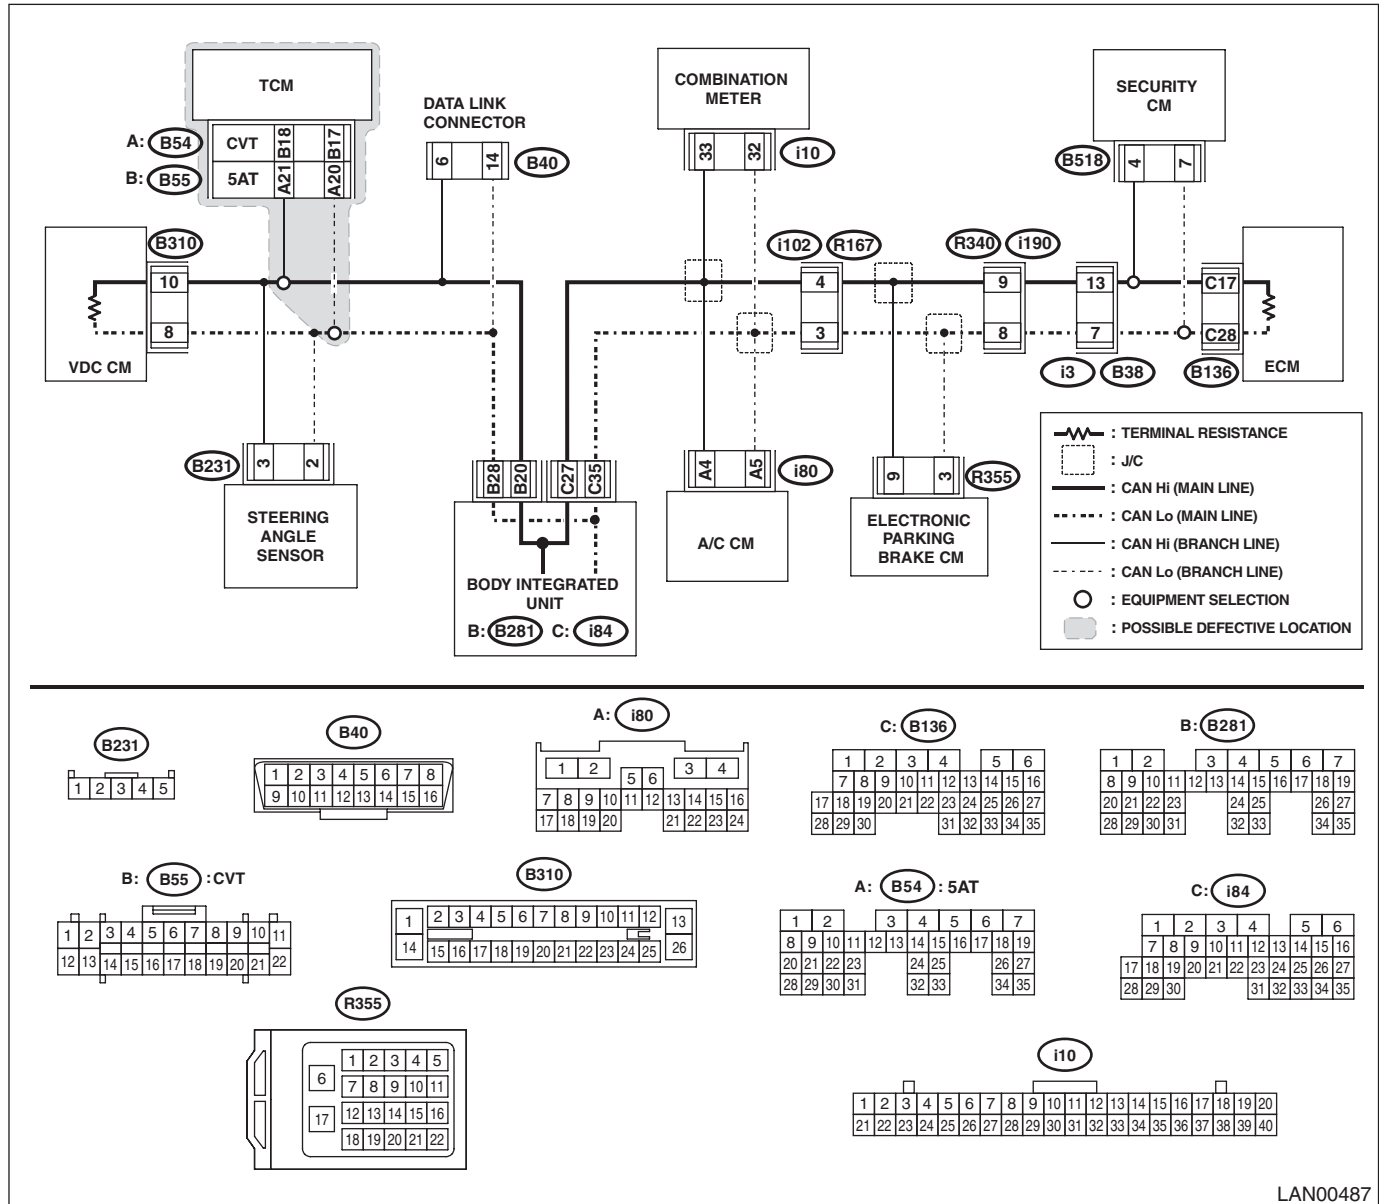 TCM
A: B54 CVT B18 B17
B: B55 5AT A21 A20
DATA LINK
CONNECTOR
6 14 B40
COMBINATION
METER
33 32 i10
SECURITY
CM
B518 4 7
B310
10
8
VDC CM
i102 R167
4
3
R340 i190
9
8
13
7
i3 B38
C17
C28
B136
ECM
B231 3 2
STEERING
ANGLE
SENSOR
B28 B20 C27 C35
BODY INTEGRATED
UNIT
B: B281 C: i84
A4 A5 i80
A/C CM
9 3 R355
ELECTRONIC
PARKING
BRAKE CM
: TERMINAL RESISTANCE
: J/C
: CAN Hi (MAIN LINE)
: CAN Lo (MAIN LINE)
: CAN Hi (BRANCH LINE)
: CAN Lo (BRANCH LINE)
: EQUIPMENT SELECTION
: POSSIBLE DEFECTIVE LOCATION
B231
1 2 3 4 5
B40
1 2 3 4 5 6 7 8
9 10 11 12 13 14 15 16
A: i80
1 2 5 6 3 4
7 8 9 10 11 12 13 14 15 16
17 18 19 20 21 22 23 24
C: B136
1 2 3 4 5 6
7 8 9 10 11 12 13 14 15 16
17 18 19 20 21 22 23 24 25 26 27
28 29 30 31 32 33 34 35
B: B281
1 2 3 4 5 6 7
8 9 10 11 12 13 14 15 16 17 18 19
20 21 22 23 24 25 26 27
28 29 30 31 32 33 34 35
B: B55 : CVT
1 2 3 4 5 6 7 8 9 10 11
12 13 14 15 16 17 18 19 20 21 22
B310
1 2 3 4 5 6 7 8 9 10 11 12 13
14 15 16 17 18 19 20 21 22 23 24 25 26
A: B54 : 5AT
1 2 3 4 5 6 7
8 9 10 11 12 13 14 15 16 17 18 19
20 21 22 23 24 25 26 27
28 29 30 31 32 33 34 35
C: i84
1 2 3 4 5 6
7 8 9 10 11 12 13 14 15 16
17 18 19 20 21 22 23 24 25 26 27
28 29 30 31 32 33 34 35
R355
1 2 3 4 5
6
7 8 9 10 11
12 13 14 15 16
17
18 19 20 21 22
i10
1 2 3 4 5 6 7 8 9 10 11 12 13 14 15 16 17 18 19 20
21 22 23 24 25 26 27 28 29 30 31 32 33 34 35 36 37 38 39 40
LAN00487